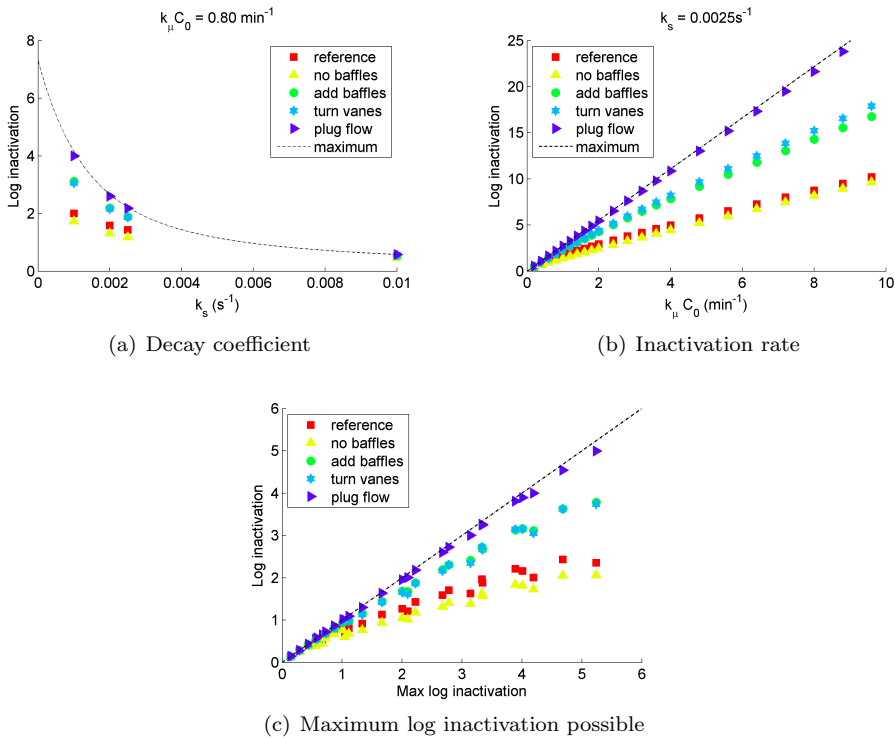 k_μ C_0 = 0.80 min^-1
8
6
4
2
0
Log inactivation
reference
no baffles
add baffles
turn vanes
plug flow
maximum
0 0.002 0.004 0.006 0.008 0.01
k_s (s^-1)
(a) Decay coefficient
k_s = 0.0025s^-1
25
20
15
10
5
0
Log inactivation
reference
no baffles
add baffles
turn vanes
plug flow
maximum
0 2 4 6 8 10
k_μ C_0 (min^-1)
(b) Inactivation rate
6
5
4
3
2
1
0
Log inactivation
reference
no baffles
add baffles
turn vanes
plug flow
0 1 2 3 4 5 6
Max log inactivation
(c) Maximum log inactivation possible